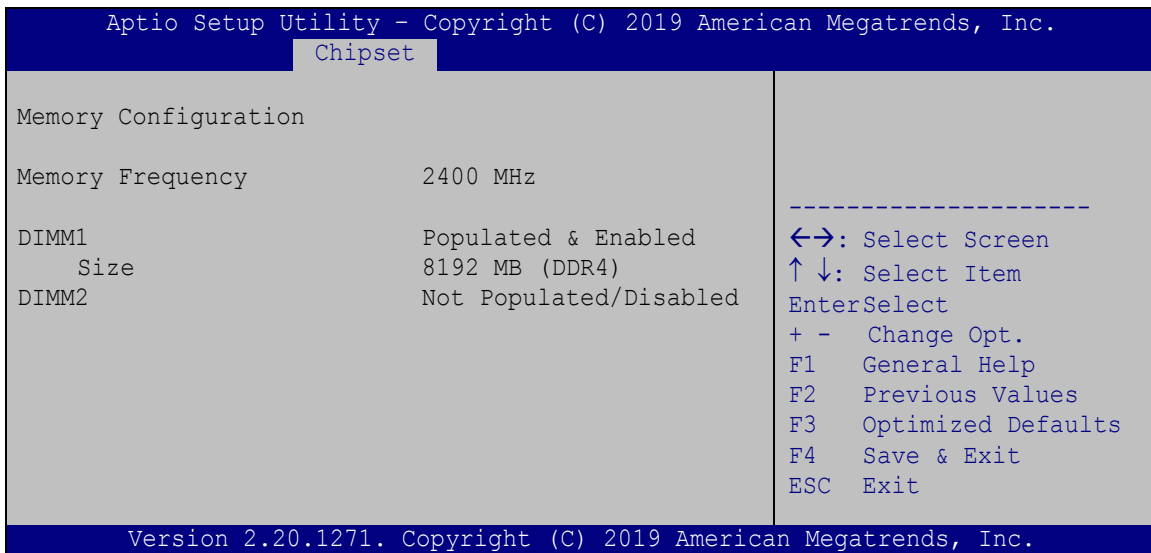 Aptio Setup Utility – Copyright (C) 2019 American Megatrends, Inc.
Chipset
Memory Configuration
Memory Frequency 2400 MHz
DIMM1 Populated & Enabled
Size 8192 MB (DDR4)
DIMM2 Not Populated/Disabled
---------------------
←→: Select Screen
↑ ↓: Select Item
EnterSelect
+ - Change Opt.
F1 General Help
F2 Previous Values
F3 Optimized Defaults
F4 Save & Exit
ESC Exit
Version 2.20.1271. Copyright (C) 2019 American Megatrends, Inc.